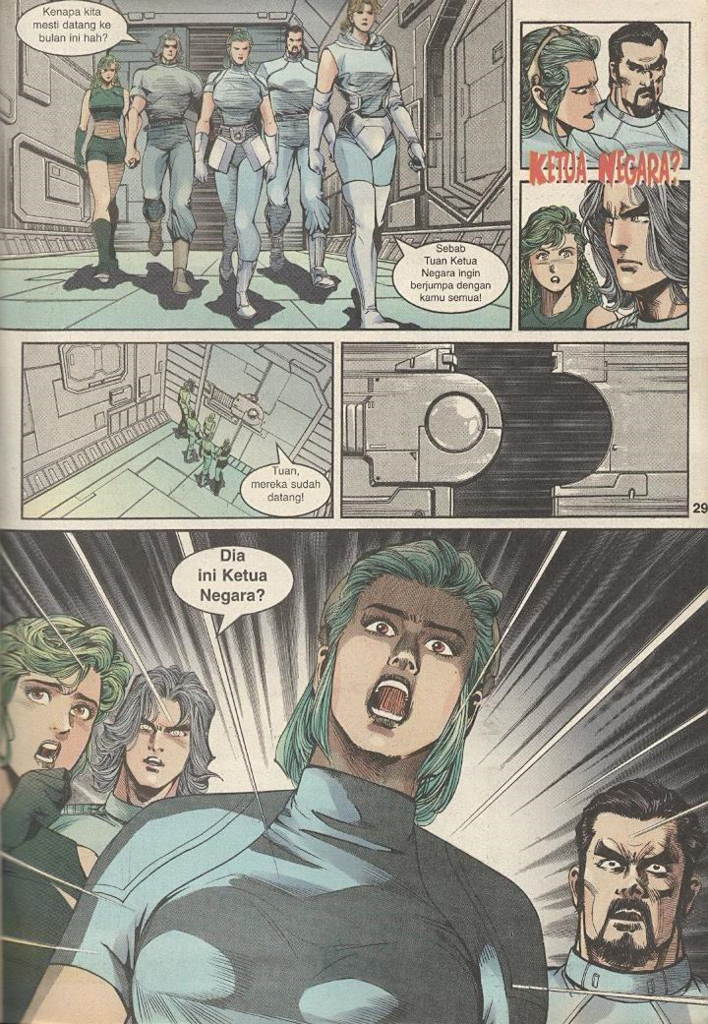 Kenapa kita
mesti datang ke
bulan ini hah?
Sebab
Tuan Ketua
Negara ingin
berjumpa dengan
kamu semua!
KETUA NEGARA?
Tuan,
mereka sudah
datang!
29
Dia
ini Ketua
Negara?